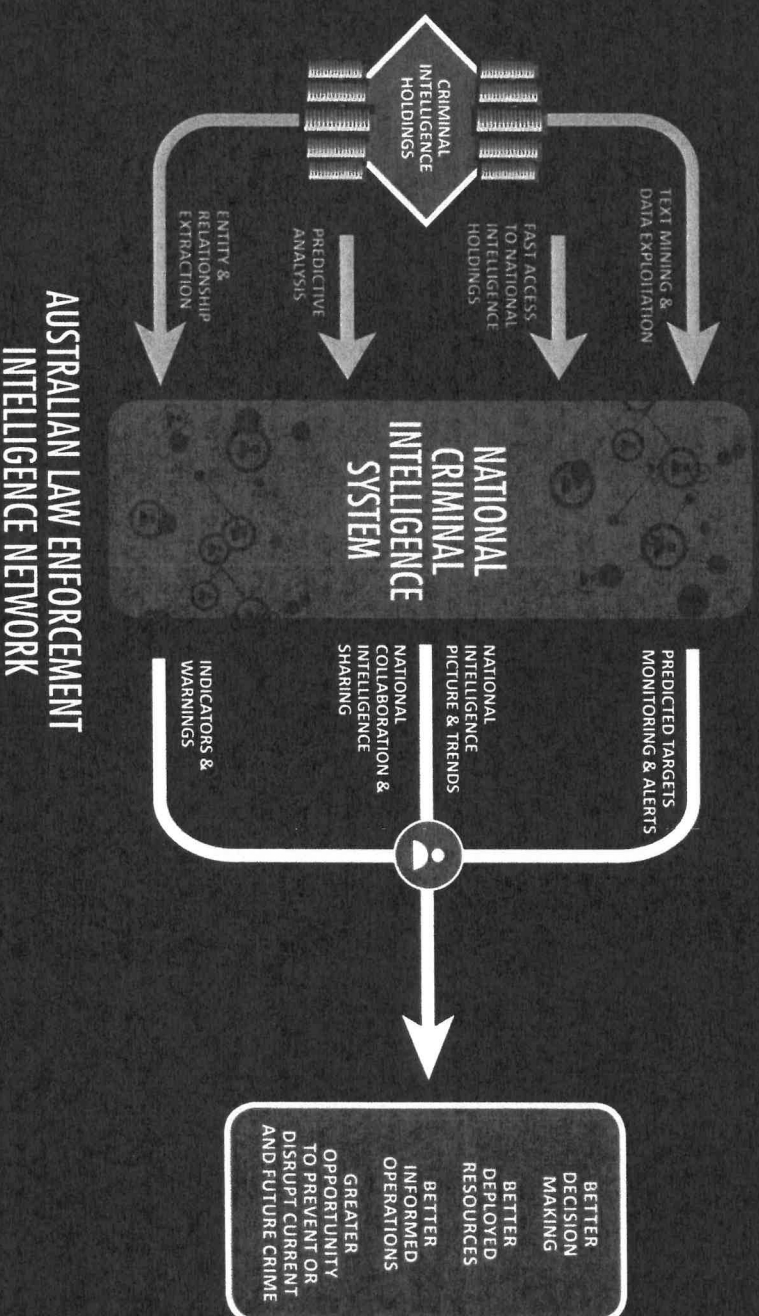 CRIMINAL
INTELLIGENCE
HOLDINGS
TEXT MINING &
DATA EXPLOITATION
FAST ACCESS
TO NATIONAL
INTELLIGENCE
HOLDINGS
PREDICTIVE
ANALYSIS
ENTITY &
RELATIONSHIP
EXTRACTION
NATIONAL
CRIMINAL
INTELLIGENCE
SYSTEM
PREDICTED TARGETS
MONITORING & ALERTS
NATIONAL
INTELLIGENCE
PICTURE & TRENDS
NATIONAL
COLLABORATION &
INTELLIGENCE
SHARING
INDICATORS &
WARNINGS
BETTER
DECISION
MAKING
BETTER
DEPLOYED
RESOURCES
BETTER
INFORMED
OPERATIONS
GREATER
OPPORTUNITY
TO PREVENT OR
DISRUPT CURRENT
AND FUTURE CRIME
AUSTRALIAN LAW ENFORCEMENT
INTELLIGENCE NETWORK